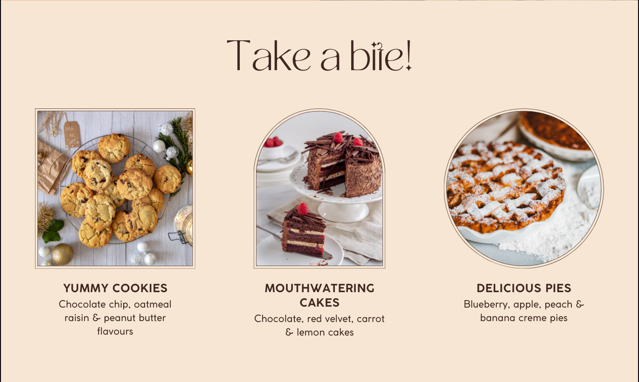 Take a bite!
YUMMY COOKIES
Chocolate chip, oatmeal
raisin & peanut butter
flavours
MOUTHWATERING
CAKES
Chocolate, red velvet, carrot
& lemon cakes
DELICIOUS PIES
Blueberry, apple, peach &
banana creme pies